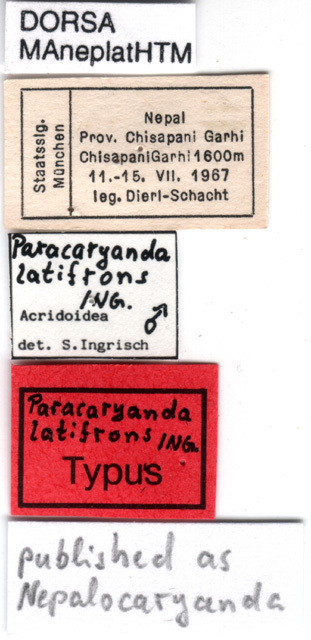 DORSA
MAneplatHTM
Staatsslg.
München
Nepal
Prov. Chisapani Garhi
ChisapaniGarhi 1600m
11.-15. VII. 1967
leg. Dierl-Schacht
Paracaryanda
latifrons
ING.
Acridoidea ♂
det. S.Ingrisch
Paracaryanda
latifrons ING.
Typus
published as
Nepalocaryanda